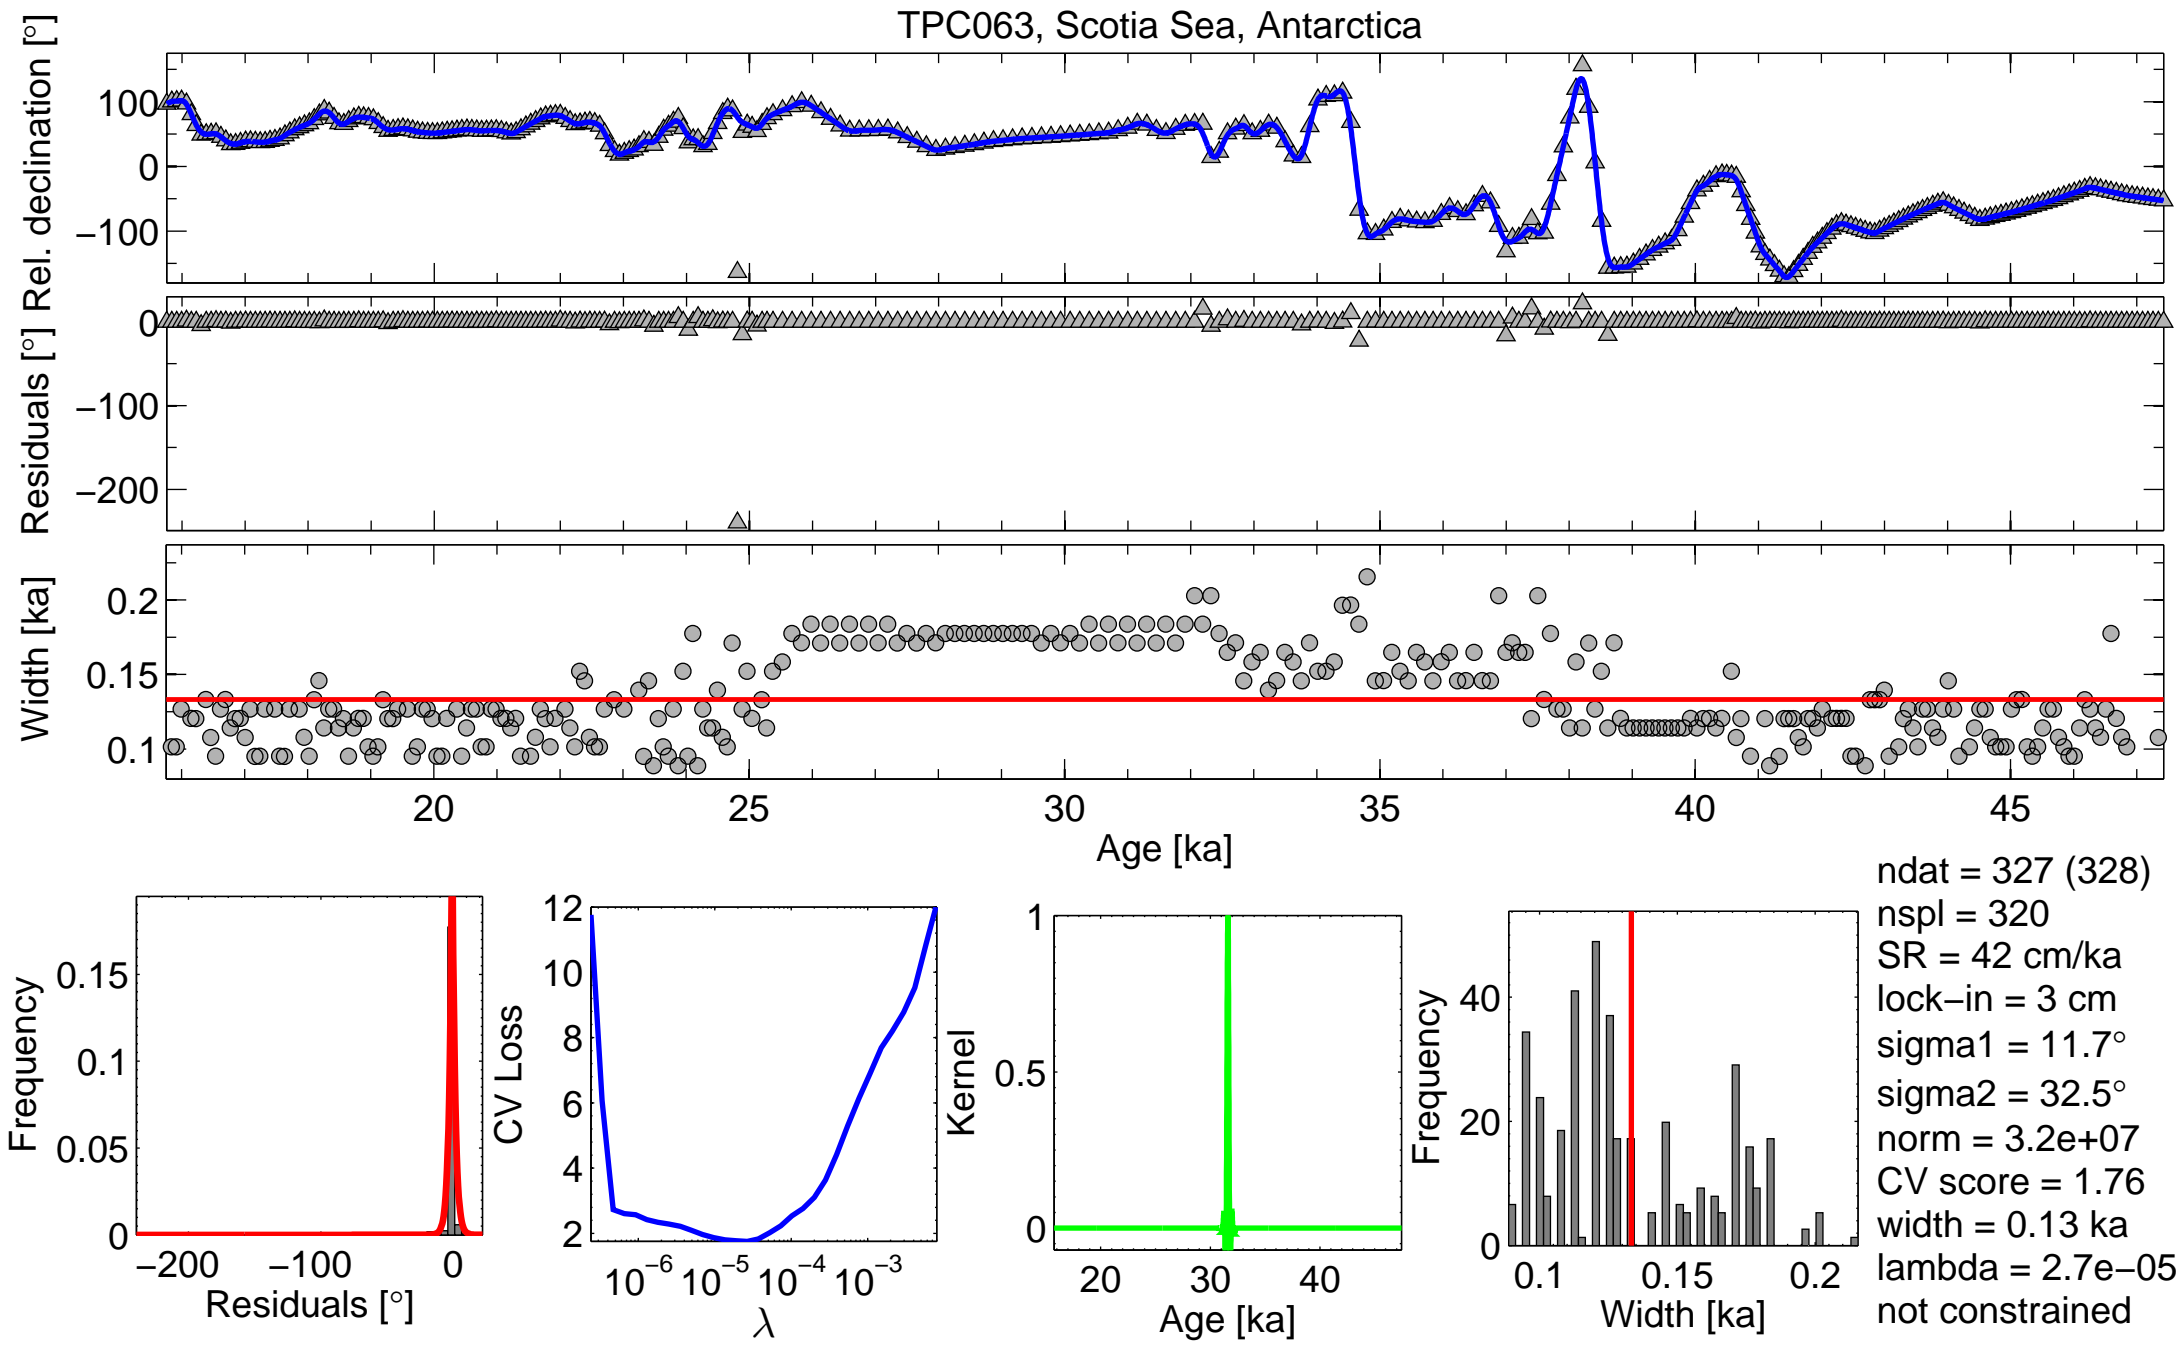 TPC063, Scotia Sea, Antarctica
Rel. declination [°]
100
0
−100
Residuals [°]
0
−100
−200
Width [ka]
0.2
0.15
0.1
20 25 30 35 40 45
Age [ka]
Frequency
0.15
0.1
0.05
0
−200 −100 0
Residuals [°]
CV Loss
12
10
8
6
4
2
10−6 10−5 10−4 10−3
λ
Kernel
1
0.5
0
20 30 40
Age [ka]
Frequency
40
20
0
0.1 0.15 0.2
Width [ka]
ndat = 327 (328)
nspl = 320
SR = 42 cm/ka
lock−in = 3 cm
sigma1 = 11.7°
sigma2 = 32.5°
norm = 3.2e+07
CV score = 1.76
width = 0.13 ka
lambda = 2.7e−05
not constrained